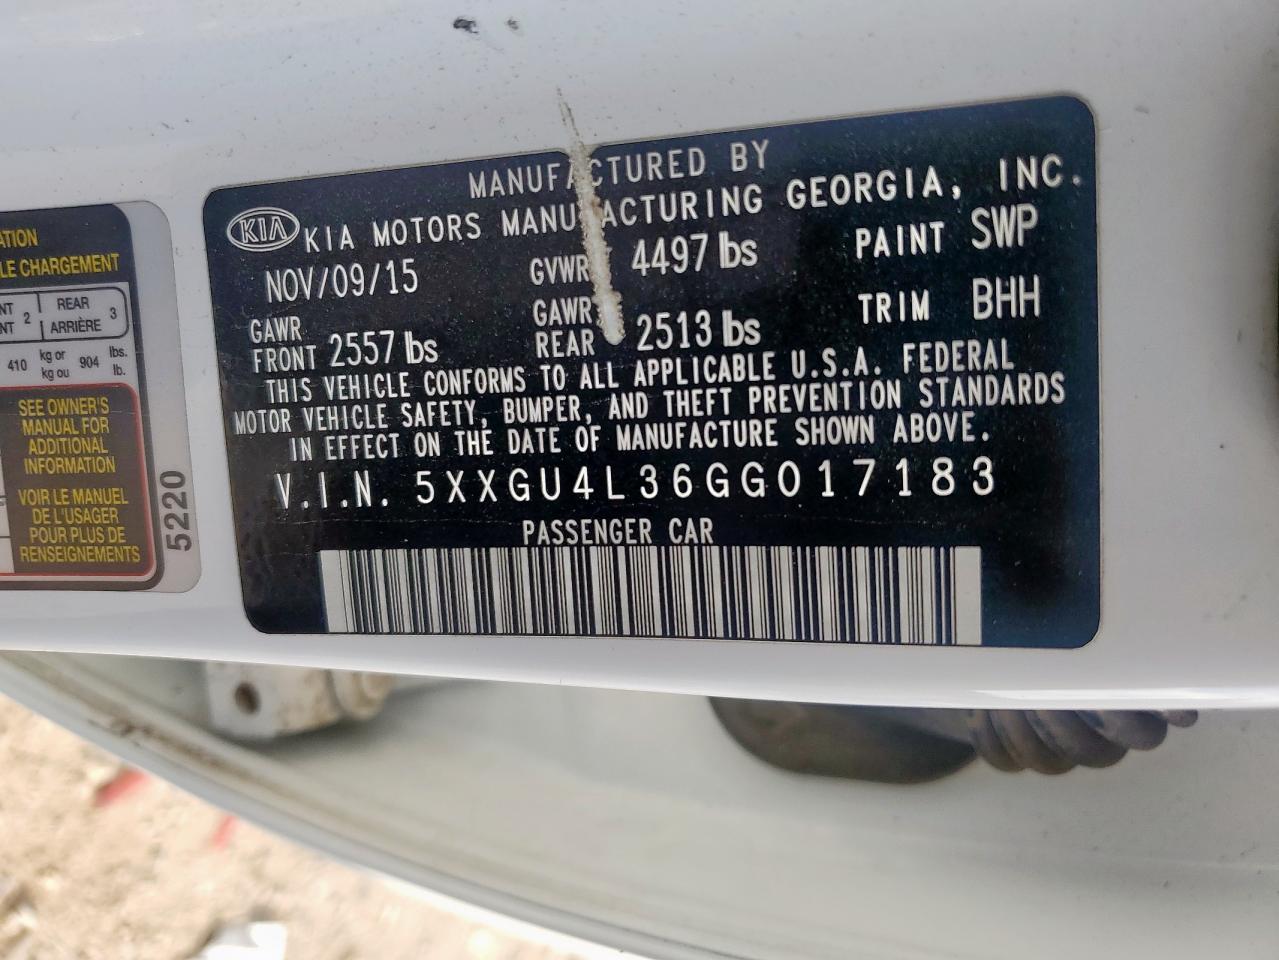 MANUFACTURED BY
KIA KIA MOTORS MANUFACTURING GEORGIA, INC.
NOV/09/15 GVWR 4497 lbs PAINT SWP
GAWR FRONT 2557 lbs GAWR REAR 2513 lbs TRIM BHH
THIS VEHICLE CONFORMS TO ALL APPLICABLE U.S.A. FEDERAL
MOTOR VEHICLE SAFETY, BUMPER, AND THEFT PREVENTION STANDARDS
IN EFFECT ON THE DATE OF MANUFACTURE SHOWN ABOVE.
V.I.N. 5XXGU4L36GG017183
PASSENGER CAR
LE CHARGEMENT
2 REAR 3
ARRIÈRE
410 kg or 904 lbs.
kg ou lb.
SEE OWNER'S
MANUAL FOR
ADDITIONAL
INFORMATION
VOIR LE MANUEL
DE L'USAGER
POUR PLUS DE
RENSEIGNEMENTS
5220